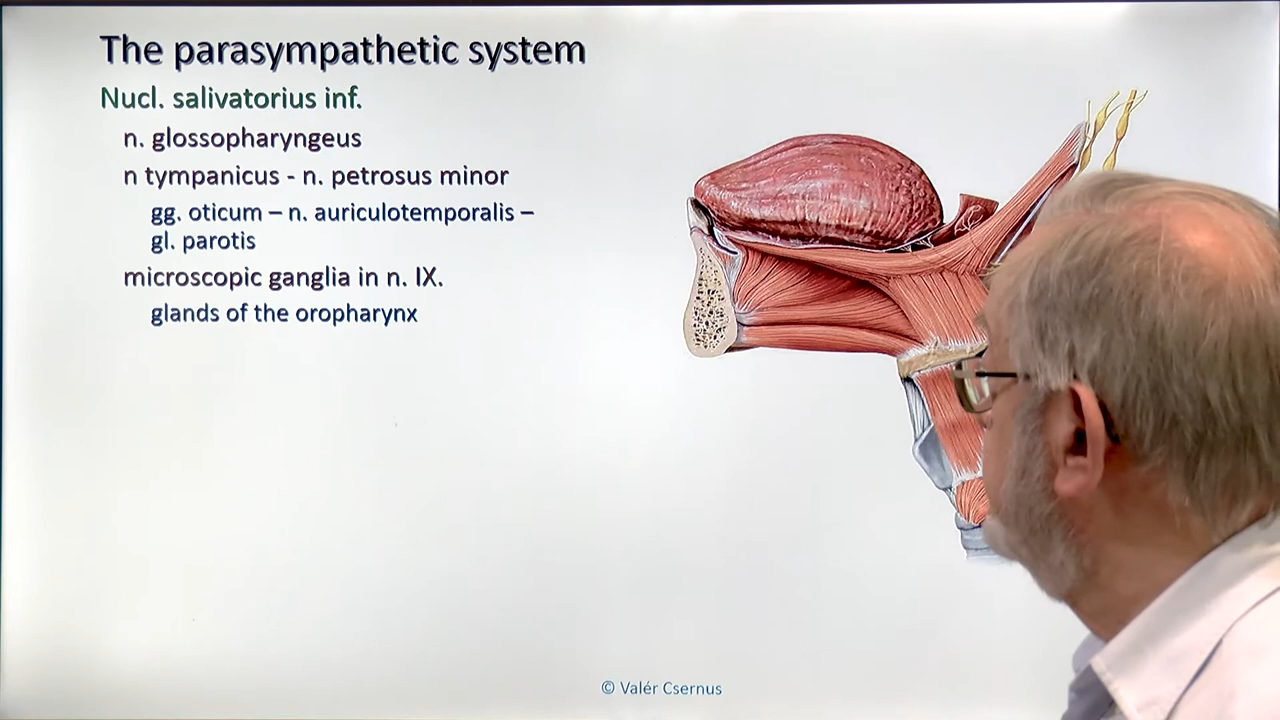 The parasympathetic system
Nucl. salivatorius inf.
n. glossopharyngeus
n tympanicus - n. petrosus minor
gg. oticum – n. auriculotemporalis –
gl. parotis
microscopic ganglia in n. IX.
glands of the oropharynx
© Valér Csernus